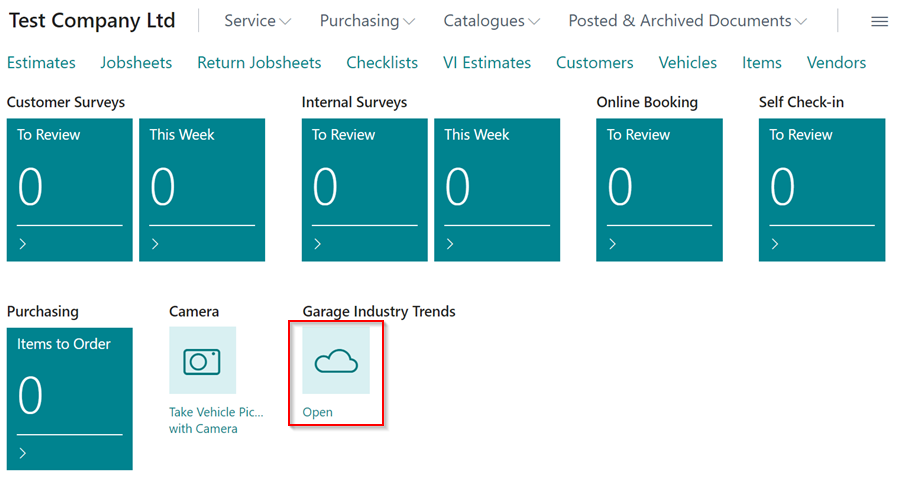 Test Company Ltd Service Purchasing Catalogues Posted & Archived Documents
Estimates Jobsheets Return Jobsheets Checklists VI Estimates Customers Vehicles Items Vendors
Customer Surveys Internal Surveys Online Booking Self Check-in
To Review This Week To Review This Week To Review To Review
0 0 0 0 0 0
Purchasing Camera Garage Industry Trends
Items to Order
0
Take Vehicle Pic... Open
with Camera